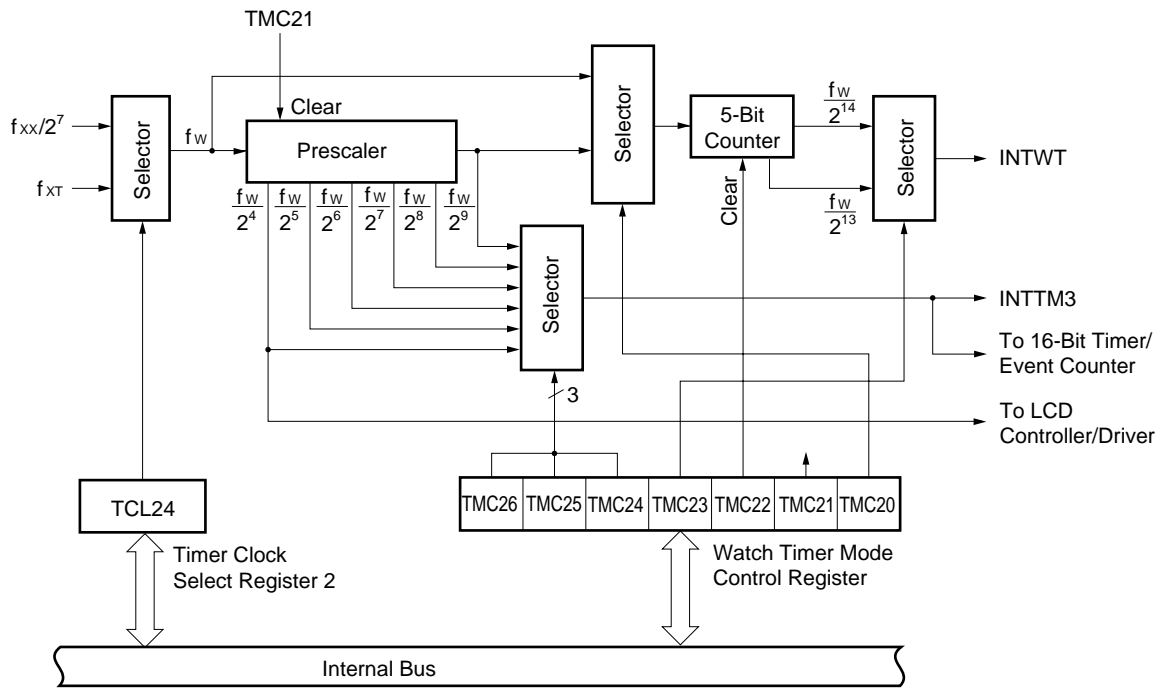 TMC21
Clear
fXX/2^7
fXT
Selector
fW
Prescaler
fW/2^4
fW/2^5
fW/2^6
fW/2^7
fW/2^8
fW/2^9
Selector
Selector
5-Bit
Counter
Clear
fW/2^14
fW/2^13
Selector
INTWT
INTTM3
To 16-Bit Timer/
Event Counter
3
To LCD
Controller/Driver
TCL24
TMC26
TMC25
TMC24
TMC23
TMC22
TMC21
TMC20
Timer Clock
Select Register 2
Watch Timer Mode
Control Register
Internal Bus